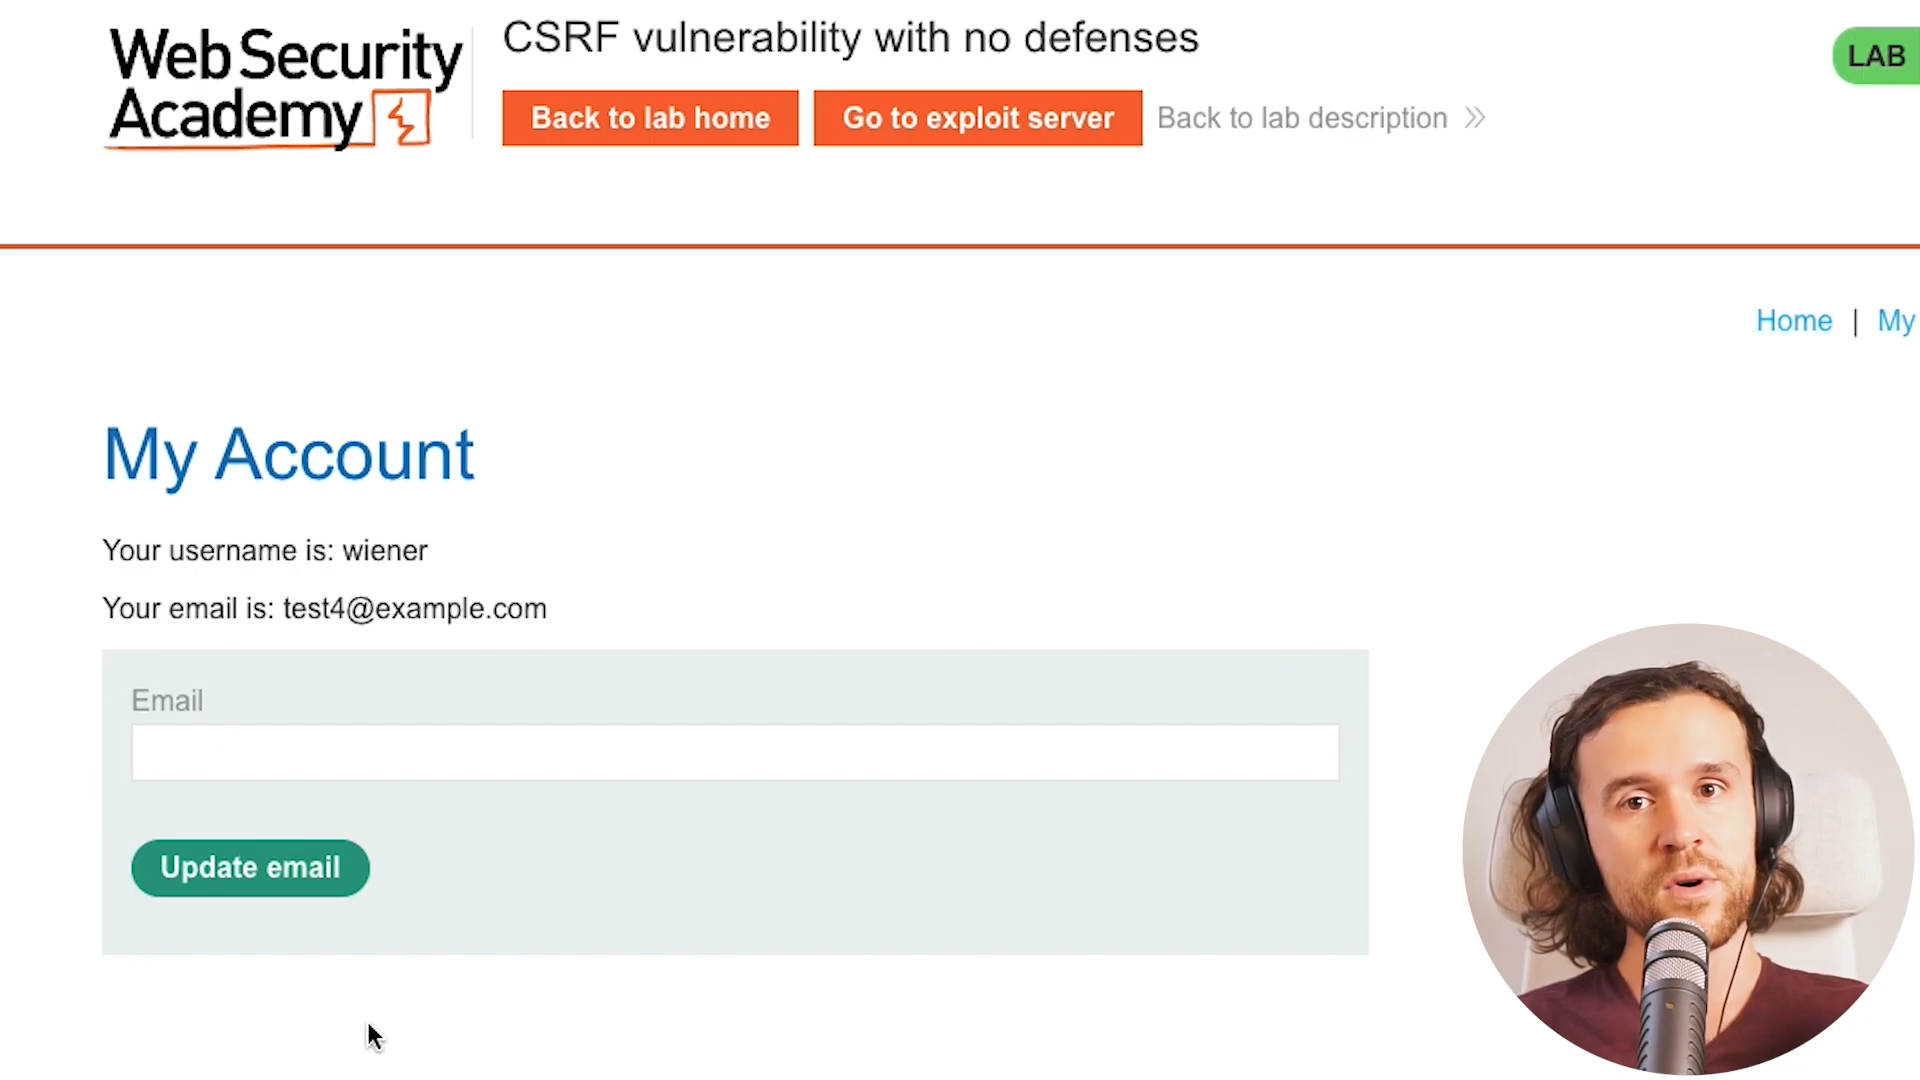 Web Security
Academy
CSRF vulnerability with no defenses
Back to lab home
Go to exploit server
Back to lab description >>
LAB
Home | My
My Account
Your username is: wiener
Your email is: test4@example.com
Email
Update email